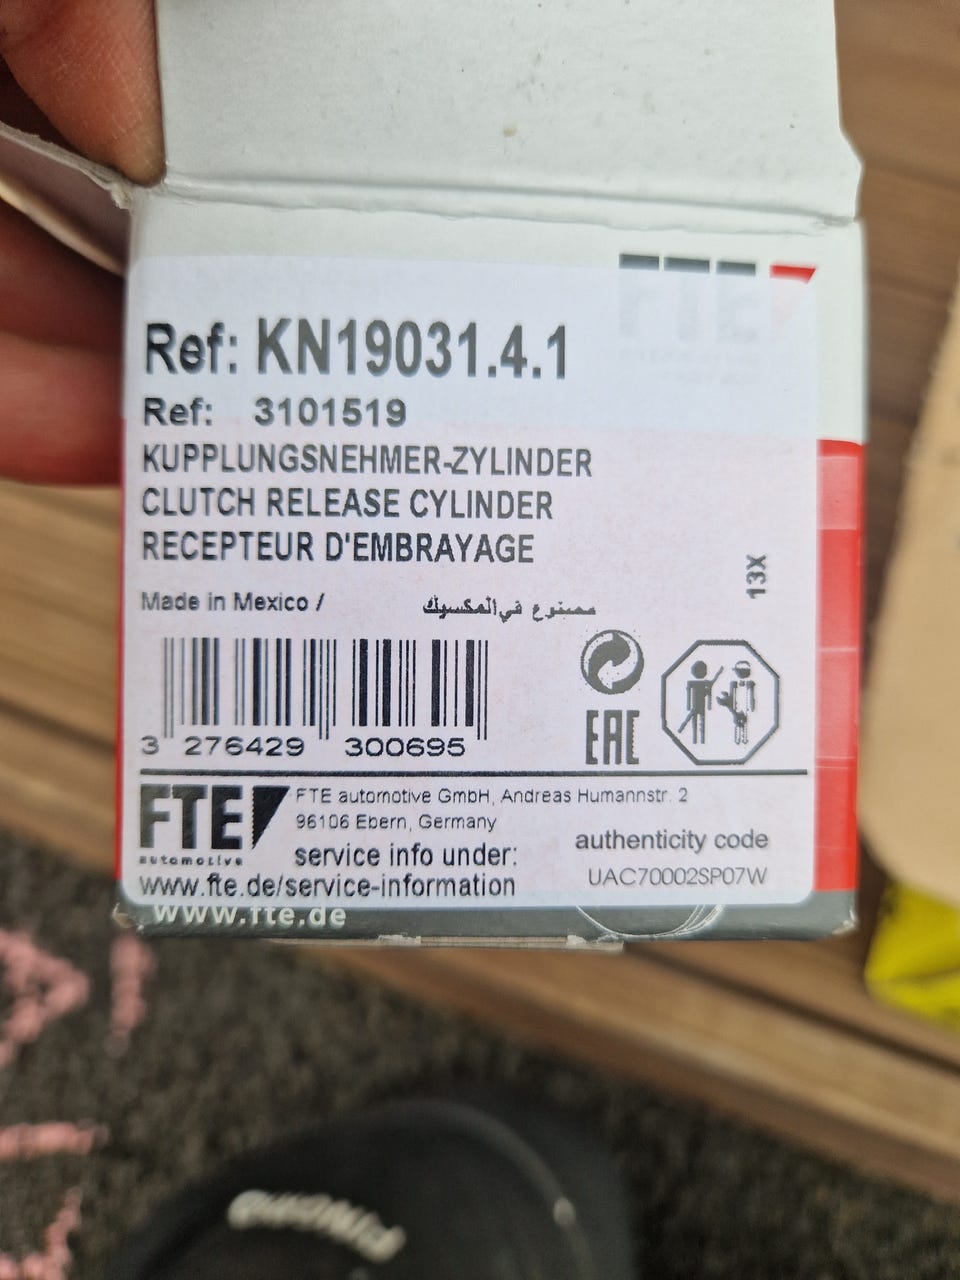 FTE
Ref: KN19031.4.1
Ref: 3101519
KUPPLUNGSNEHMER-ZYLINDER
CLUTCH RELEASE CYLINDER
RECEPTEUR D'EMBRAYAGE
13X
Made in Mexico / مصنوع في المكسيك
EAC
3 276429 300695
FTE automotive
FTE automotive GmbH, Andreas Humannstr. 2
96106 Ebern, Germany
service info under:
www.fte.de/service-information
authenticity code
UAC70002SP07W
www.fte.de